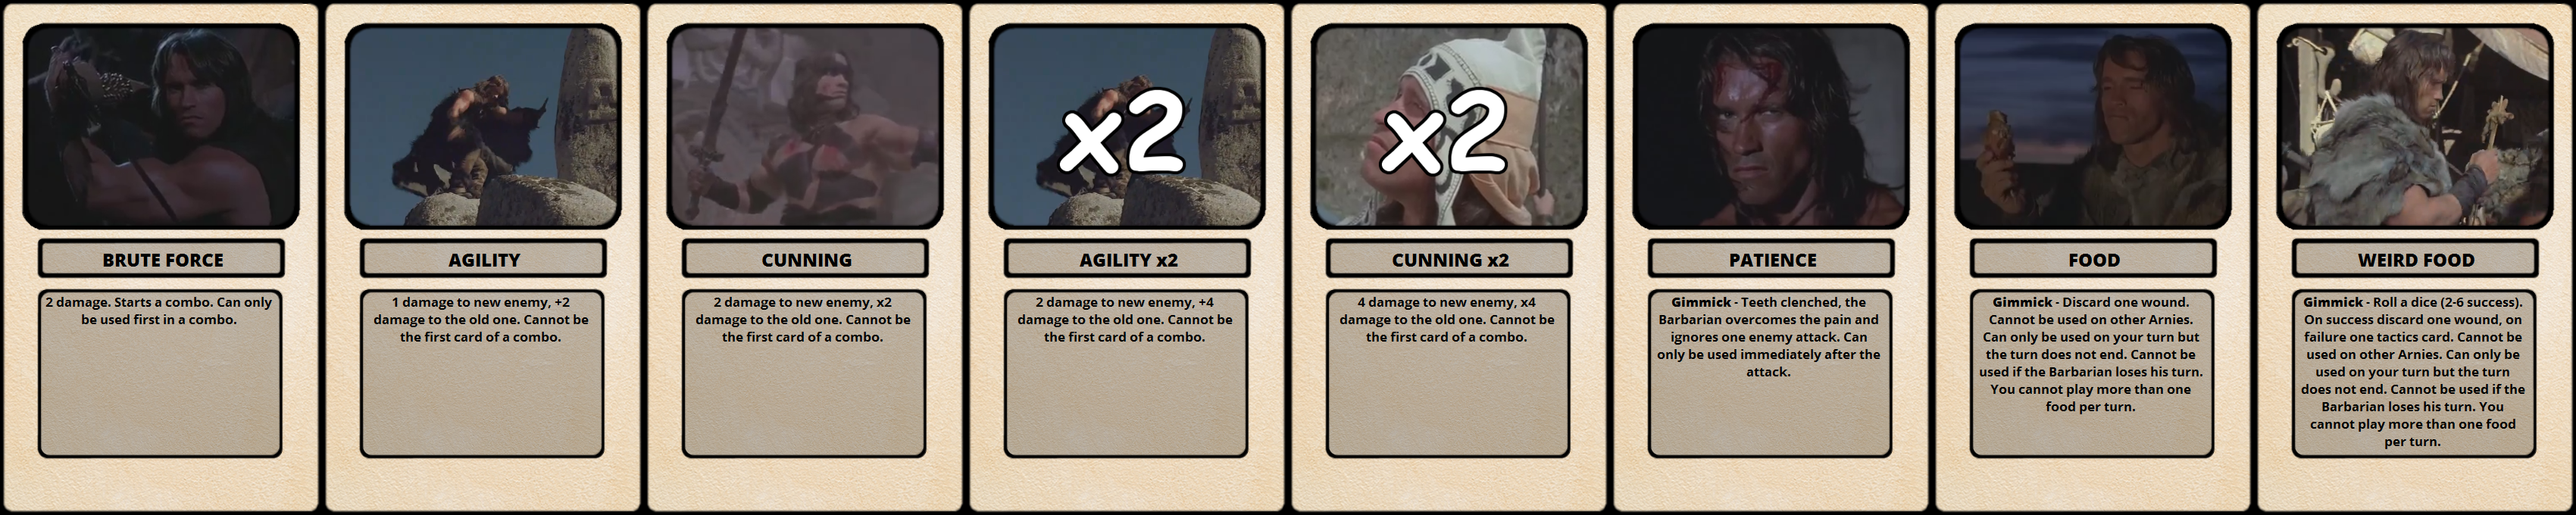 BRUTE FORCE
2 damage. Starts a combo. Can only
be used first in a combo.
AGILITY
1 damage to new enemy, +2
damage to the old one. Cannot be
the first card of a combo.
CUNNING
2 damage to new enemy, x2
damage to the old one. Cannot be
the first card of a combo.
x2
AGILITY x2
2 damage to new enemy, +4
damage to the old one. Cannot be
the first card of a combo.
x2
CUNNING x2
4 damage to new enemy, x4
damage to the old one. Cannot be
the first card of a combo.
PATIENCE
Gimmick - Teeth clenched, the
Barbarian overcomes the pain and
ignores one enemy attack. Can
only be used immediately after the
attack.
FOOD
Gimmick - Discard one wound.
Cannot be used on other Arnies.
Can only be used on your turn but
the turn does not end. Cannot be
used if the Barbarian loses his turn.
You cannot play more than one
food per turn.
WEIRD FOOD
Gimmick - Roll a dice (2-6 success).
On success discard one wound, on
failure one tactics card. Cannot be
used on other Arnies. Can only be
used on your turn but the turn
does not end. Cannot be used if the
Barbarian loses his turn. You
cannot play more than one food
per turn.